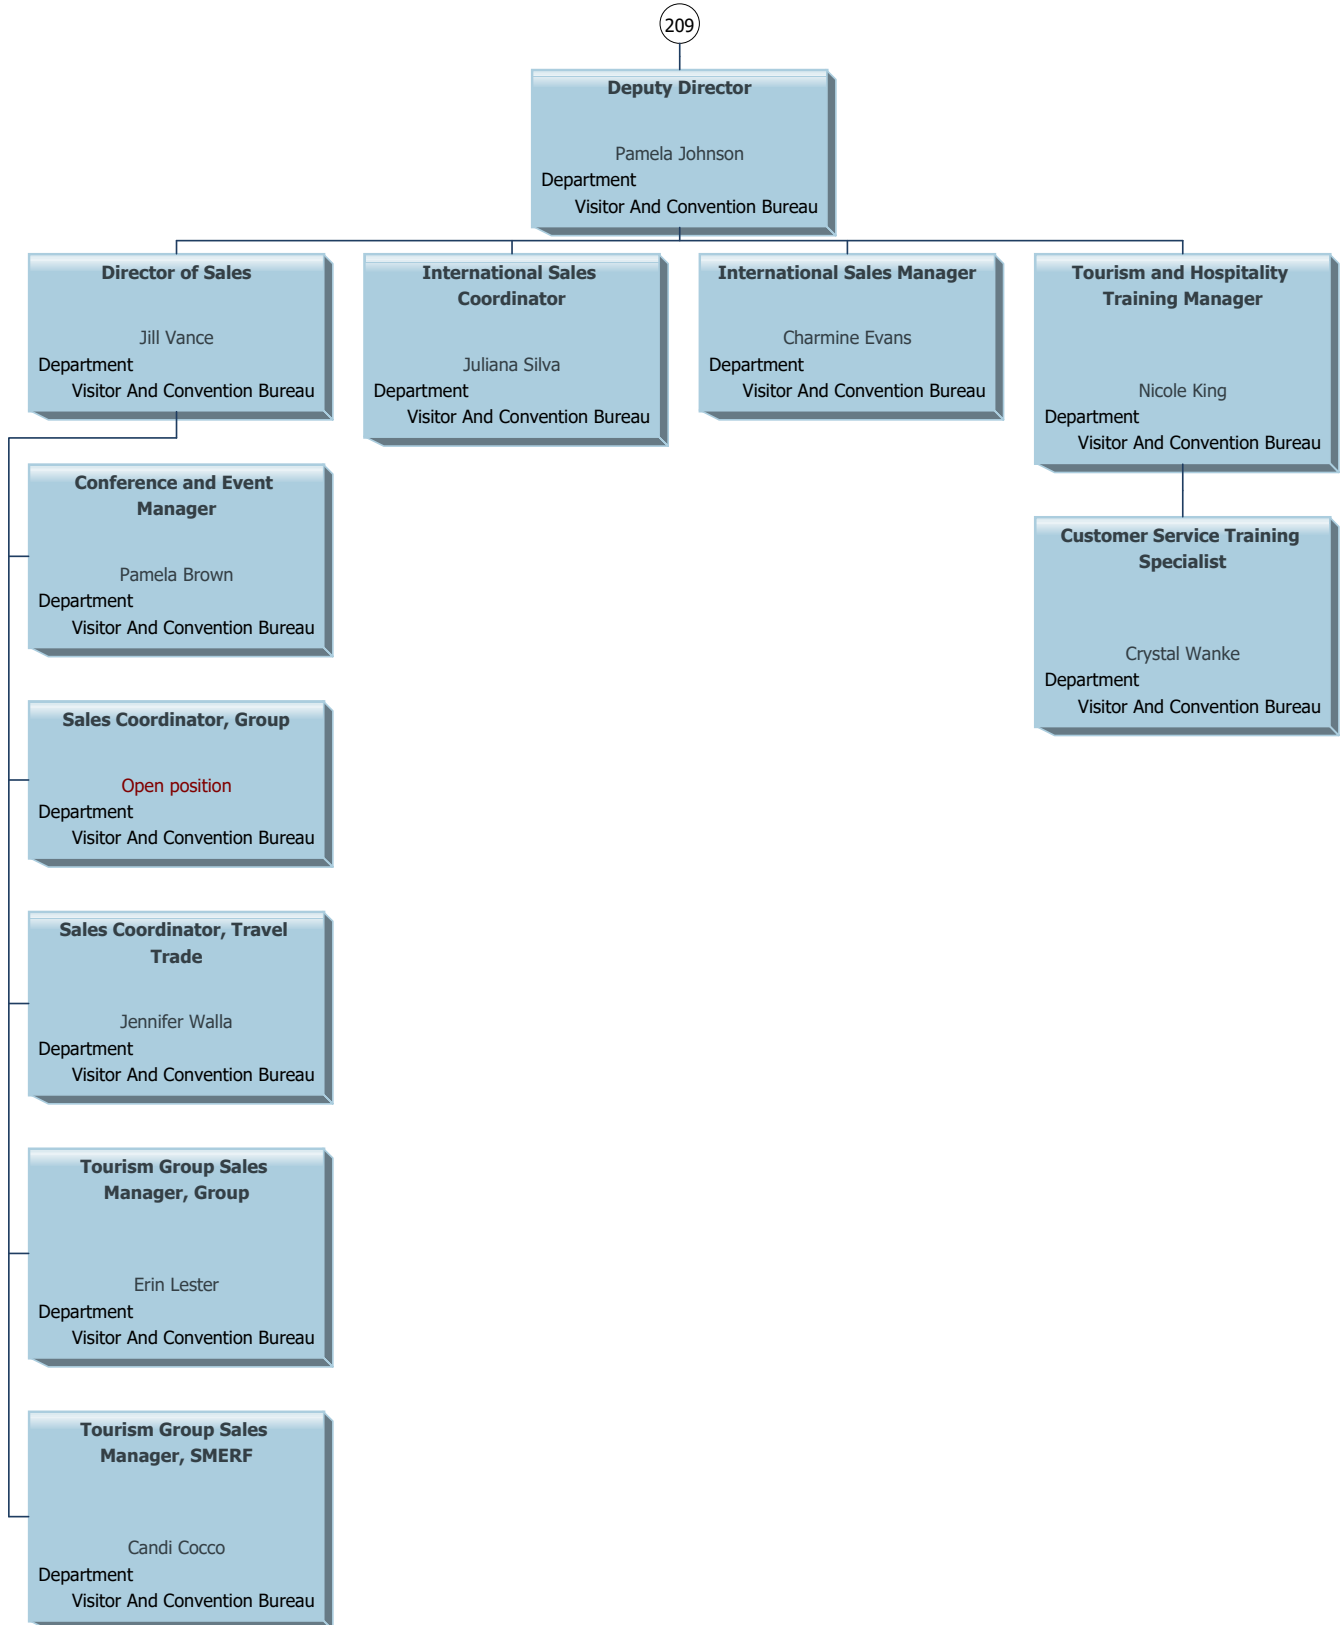 209
Deputy Director
Pamela Johnson
Department
Visitor And Convention Bureau
Director of Sales
Jill Vance
Department
Visitor And Convention Bureau
International Sales
Coordinator
Juliana Silva
Department
Visitor And Convention Bureau
International Sales Manager
Charmine Evans
Department
Visitor And Convention Bureau
Tourism and Hospitality
Training Manager
Nicole King
Department
Visitor And Convention Bureau
Conference and Event
Manager
Pamela Brown
Department
Visitor And Convention Bureau
Customer Service Training
Specialist
Crystal Wanke
Department
Visitor And Convention Bureau
Sales Coordinator, Group
Open position
Department
Visitor And Convention Bureau
Sales Coordinator, Travel
Trade
Jennifer Walla
Department
Visitor And Convention Bureau
Tourism Group Sales
Manager, Group
Erin Lester
Department
Visitor And Convention Bureau
Tourism Group Sales
Manager, SMERF
Candi Cocco
Department
Visitor And Convention Bureau